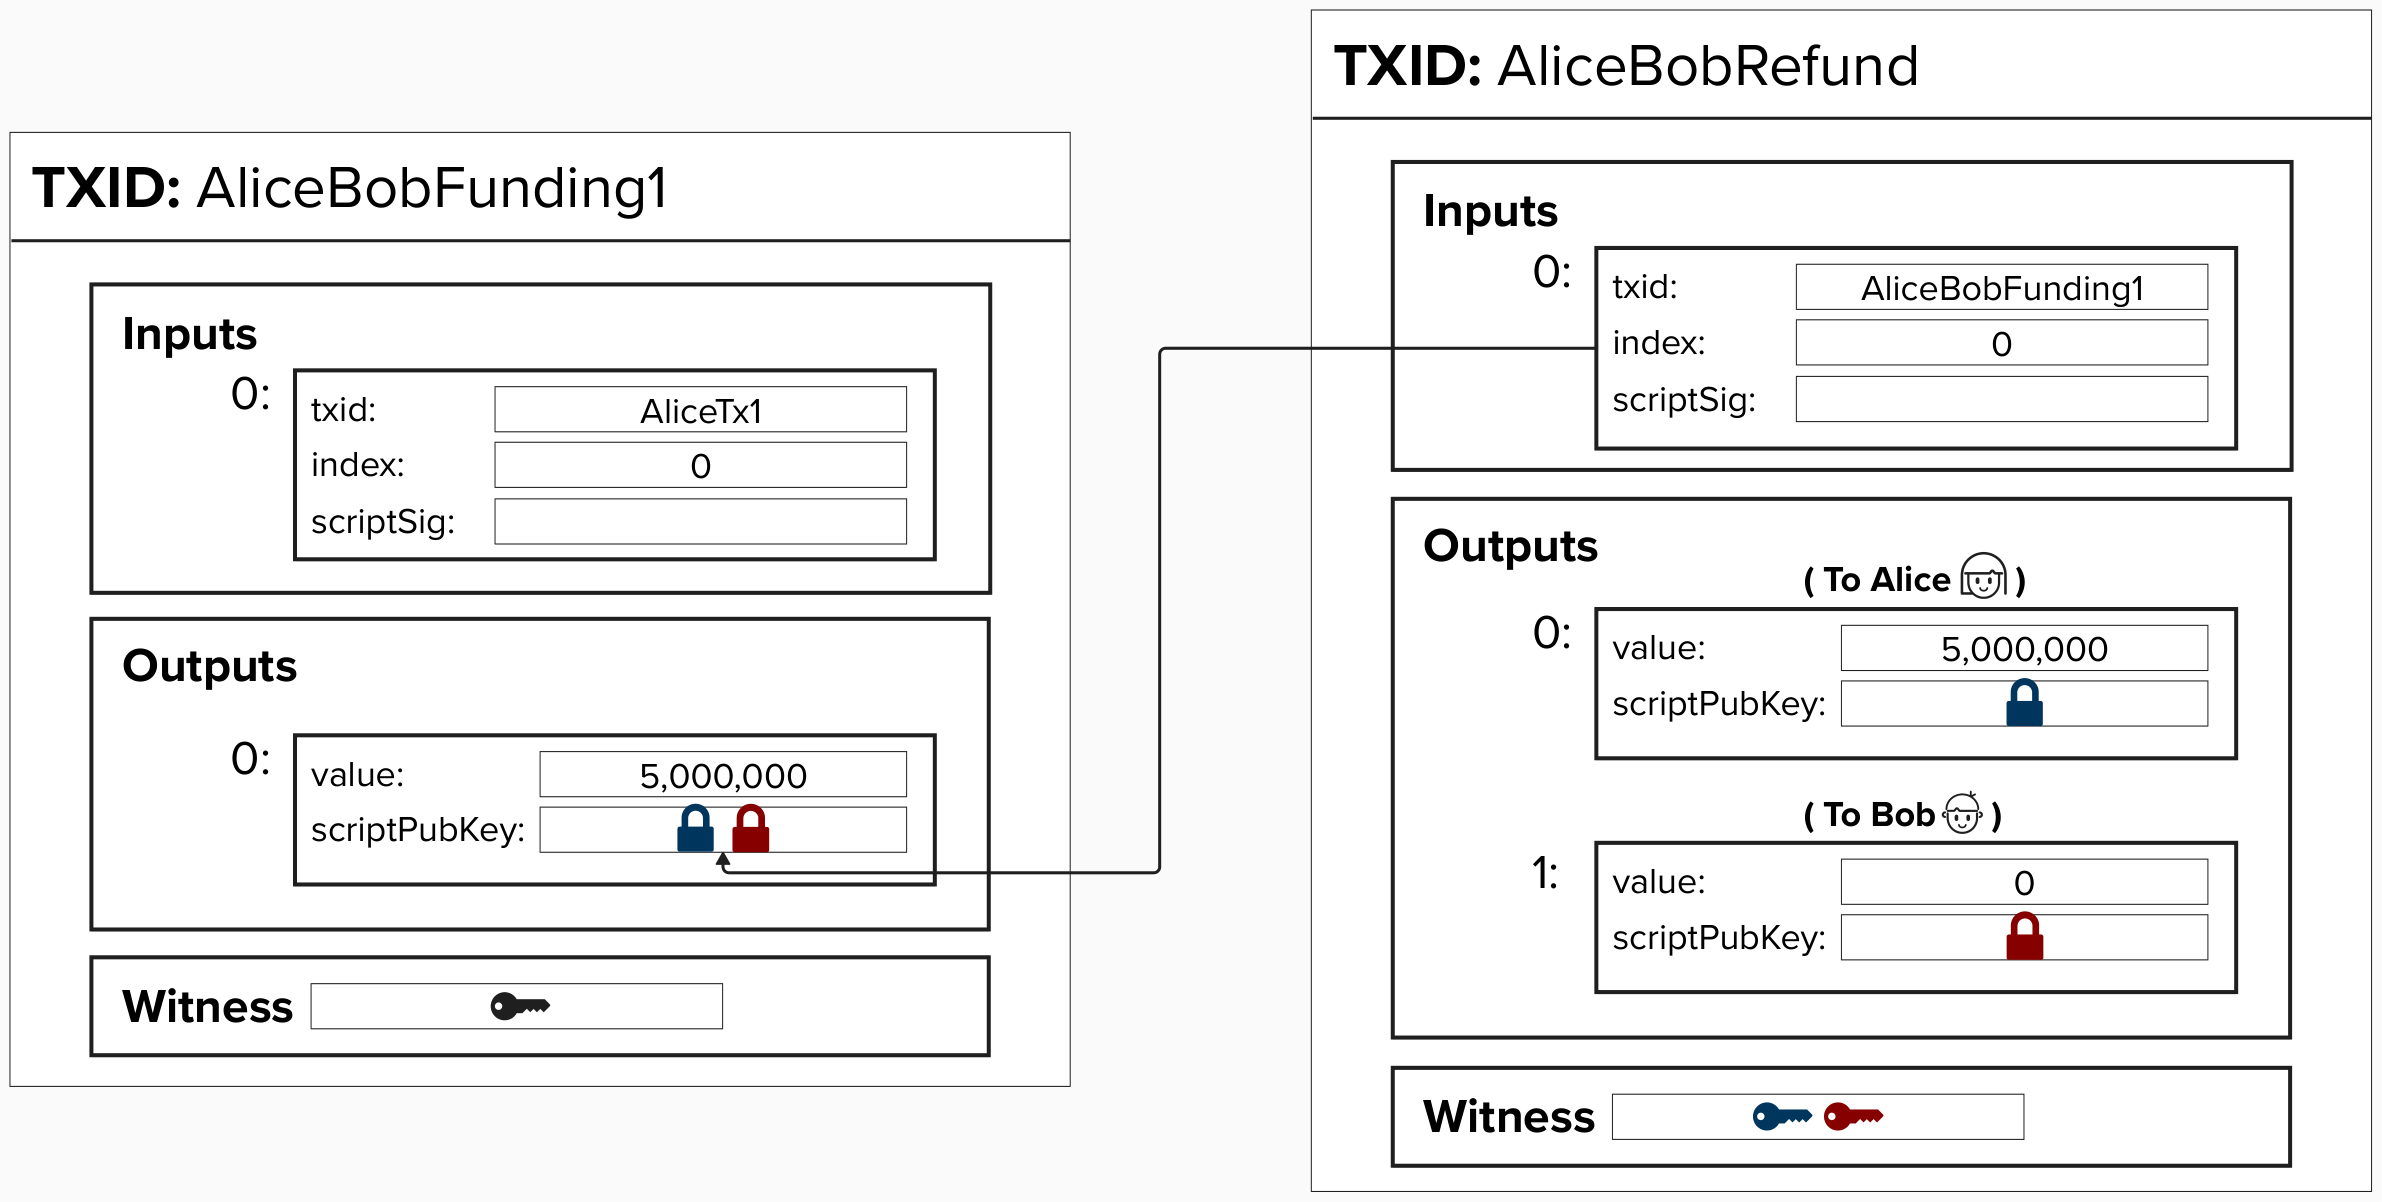 TXID: AliceBobFunding1
Inputs
0:
txid: AliceTx1
index: 0
scriptSig:
Outputs
0:
value: 5,000,000
scriptPubKey:
Witness
TXID: AliceBobRefund
Inputs
0:
txid: AliceBobFunding1
index: 0
scriptSig:
Outputs
( To Alice )
0:
value: 5,000,000
scriptPubKey:
( To Bob )
1:
value: 0
scriptPubKey:
Witness